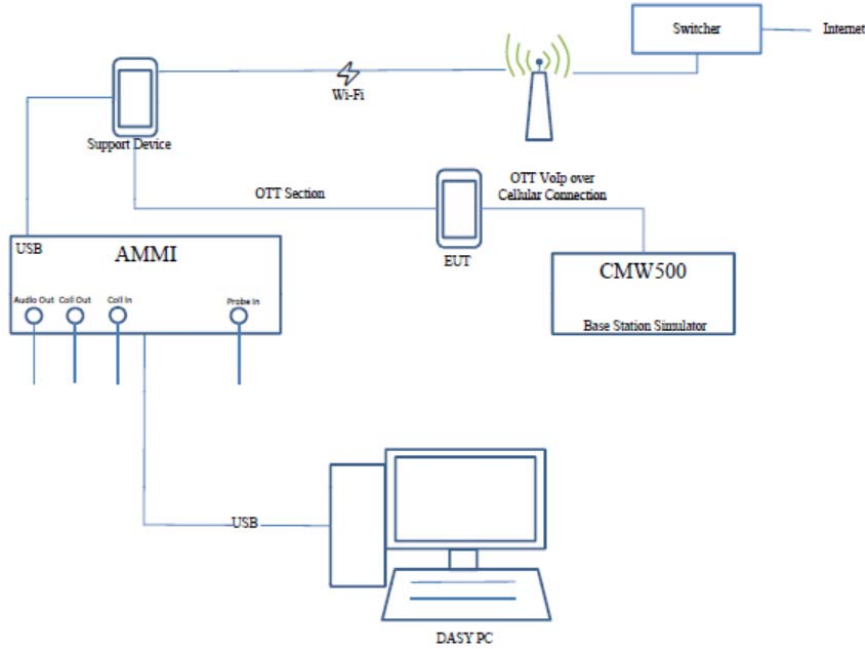 Switcher
Internet
Wi-Fi
Support Device
OTT Section
OTT VoIp over
Cellular Connection
EUT
USB
AMMI
CMW500
Audio Out
Coil Out
Coil In
Probe In
Base Station Simulator
USB
DASY PC